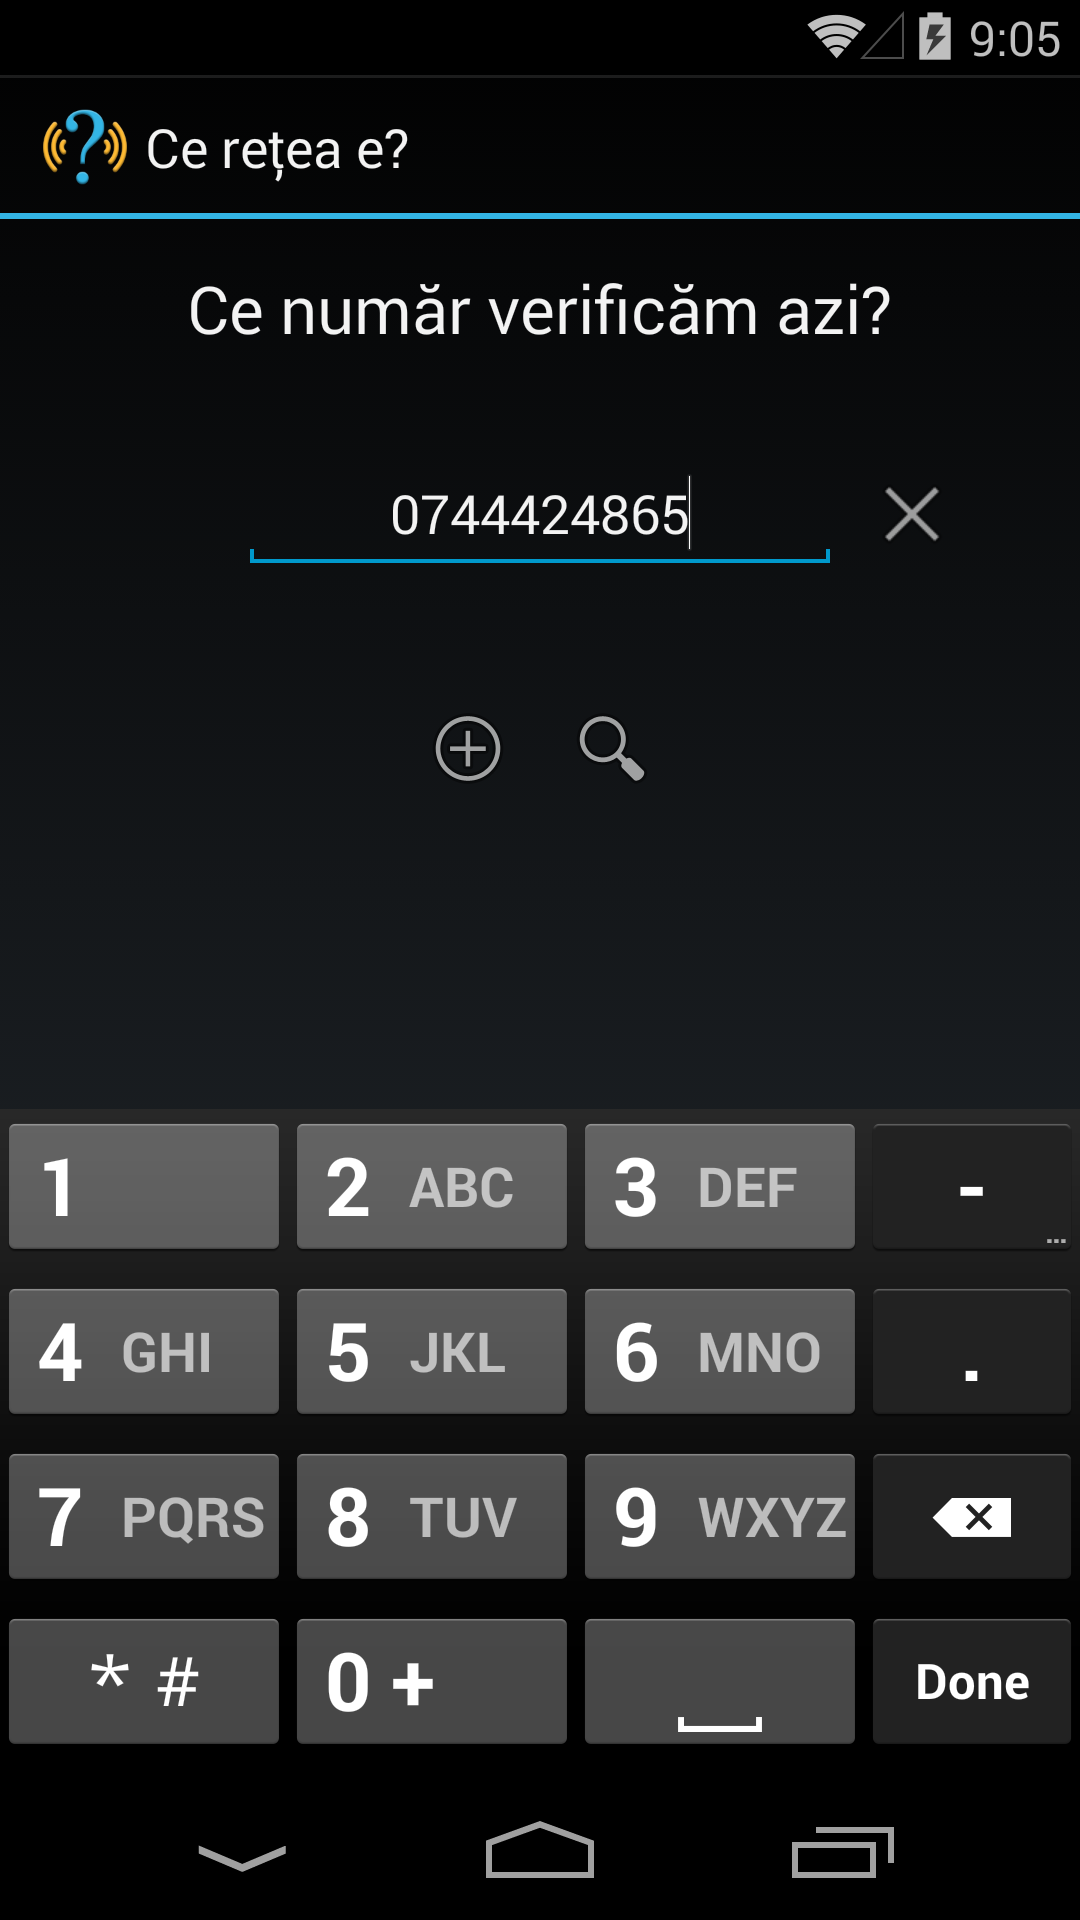 9:05
Ce rețea e?
Ce număr verificăm azi?
0744424865
1 2 ABC 3 DEF -
...
4 GHI 5 JKL 6 MNO .
7 PQRS 8 TUV 9 WXYZ
* # 0 + Done